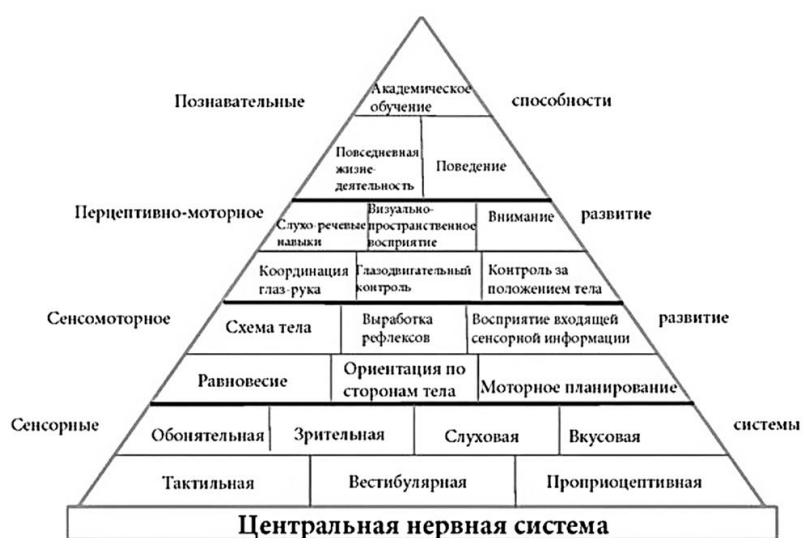 Академическое
обучение
Познавательные
способности
Повседневная
жизне-
деятельность
Поведение
Перцептивно-моторное
развитие
Слухо-речевые
навыки
Визуально-
пространственное
восприятие
Внимание
Координация
глаз-рука
Глазодвигательный
контроль
Контроль за
положением тела
Сенсомоторное
развитие
Схема тела
Выработка
рефлексов
Восприятие входящей
сенсорной информации
Равновесие
Ориентация по
сторонам тела
Моторное планирование
Сенсорные
системы
Обонятельная
Зрительная
Слуховая
Вкусовая
Тактильная
Вестибулярная
Проприоцептивная
Центральная нервная система